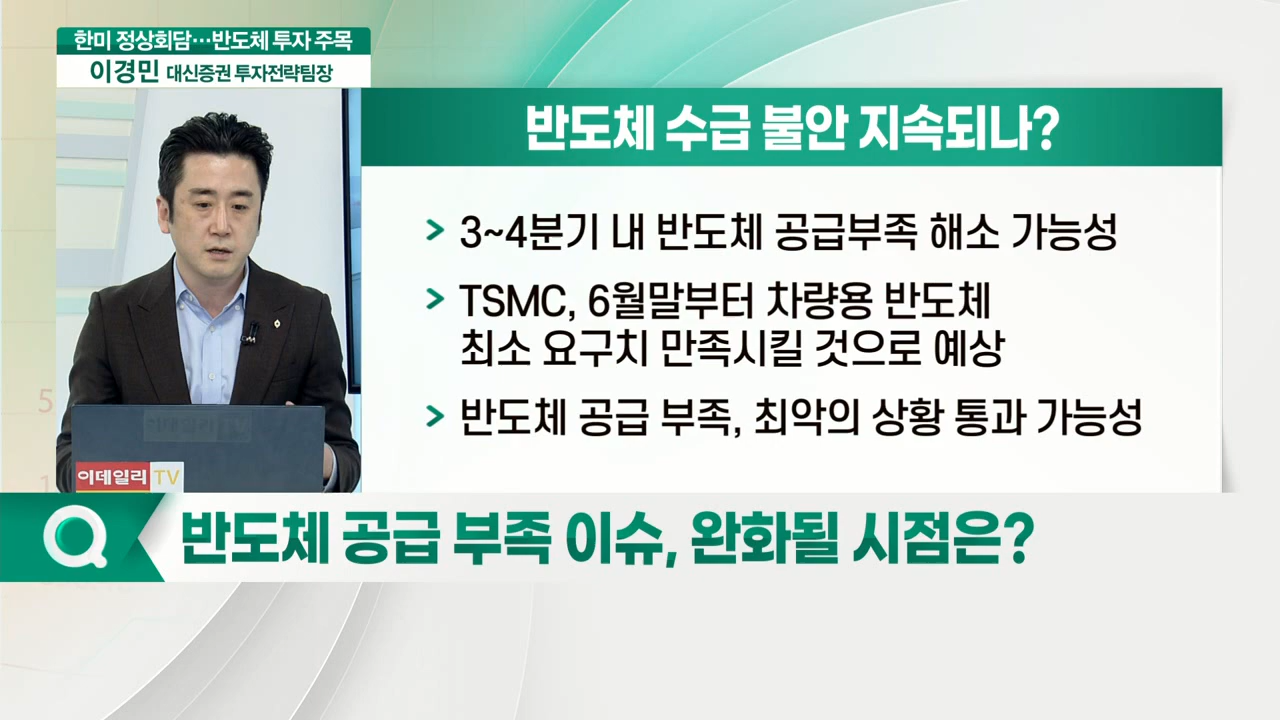 한미 정상회담…반도체 투자 주목
이경민 대신증권 투자전략팀장
반도체 수급 불안 지속되나?
> 3~4분기 내 반도체 공급부족 해소 가능성
> TSMC, 6월말부터 차량용 반도체
최소 요구치 만족시킬 것으로 예상
> 반도체 공급 부족, 최악의 상황 통과 가능성
이데일리 TV
Q 반도체 공급 부족 이슈, 완화될 시점은?